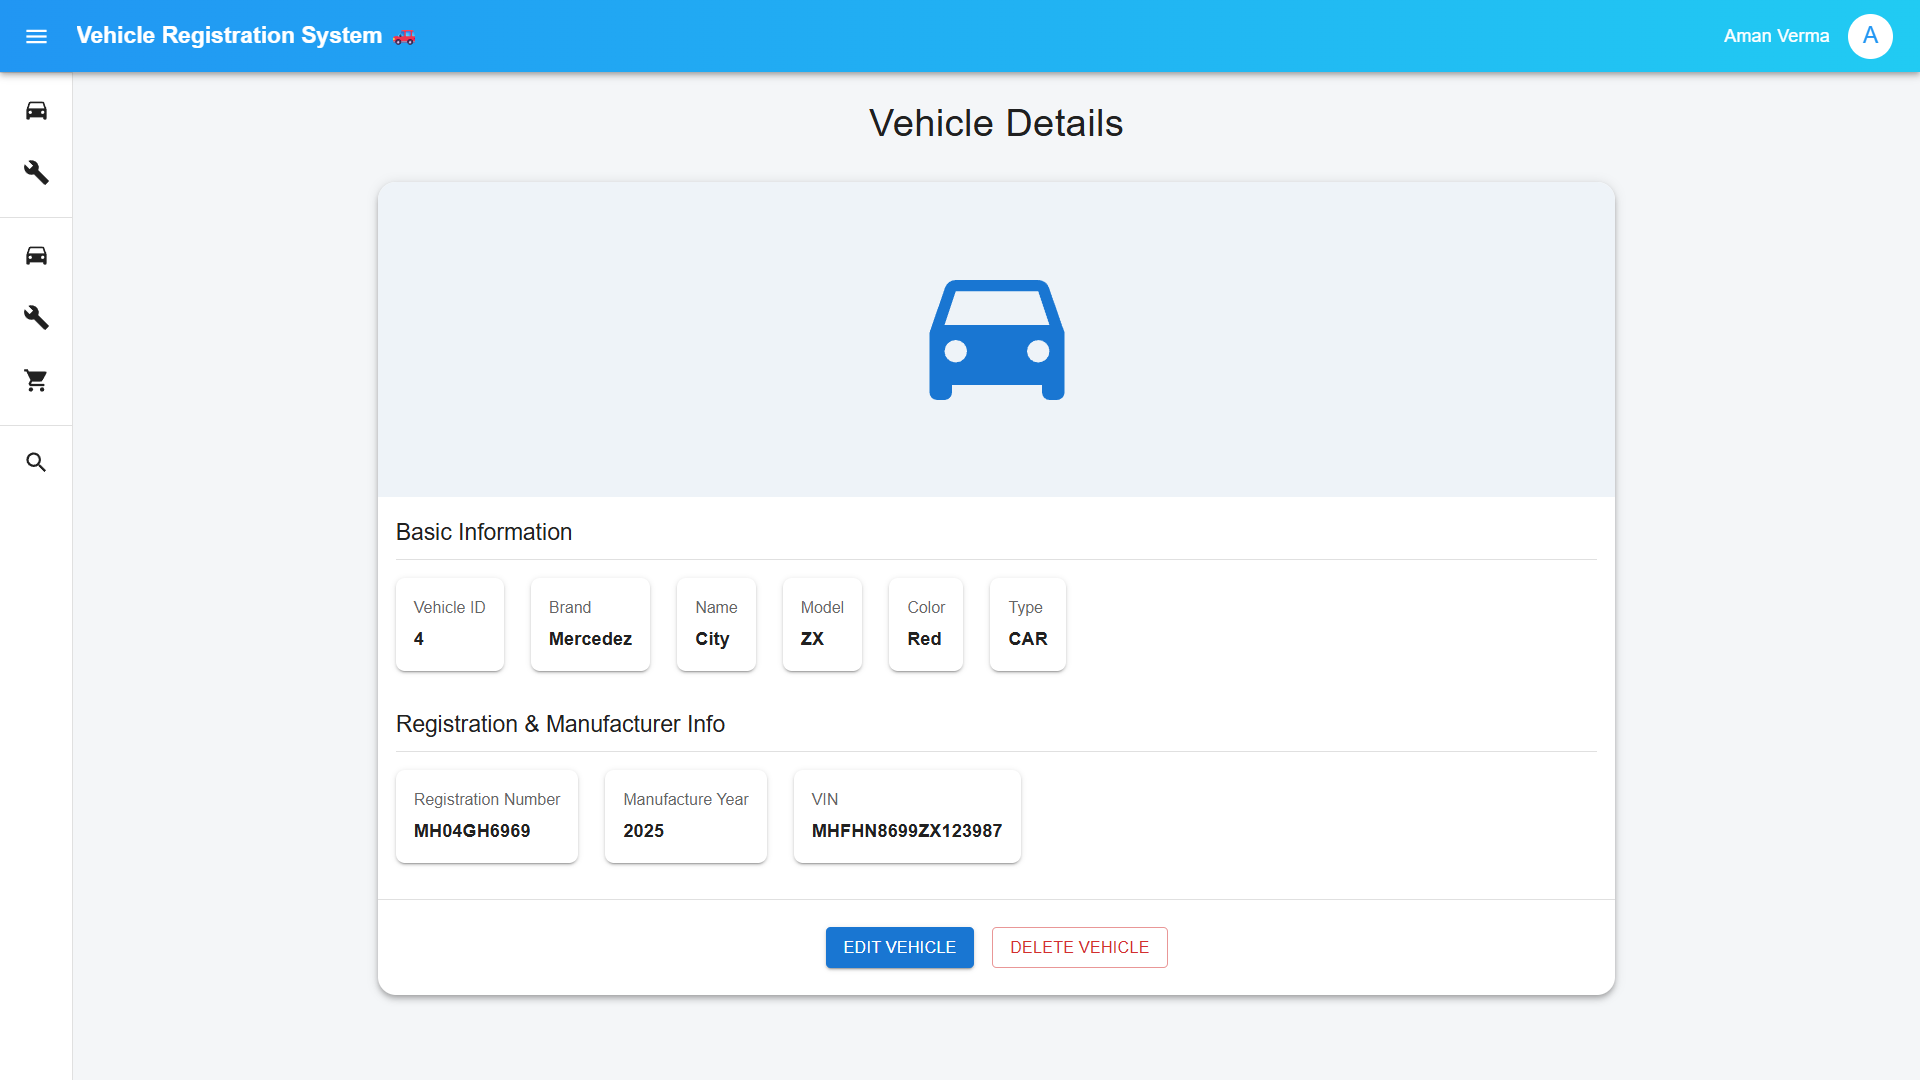 Vehicle Registration System
Aman Verma
A
Vehicle Details
Basic Information
Vehicle ID
4
Brand
Mercedez
Name
City
Model
ZX
Color
Red
Type
CAR
Registration & Manufacturer Info
Registration Number
MH04GH6969
Manufacture Year
2025
VIN
MHFHN8699ZX123987
EDIT VEHICLE
DELETE VEHICLE